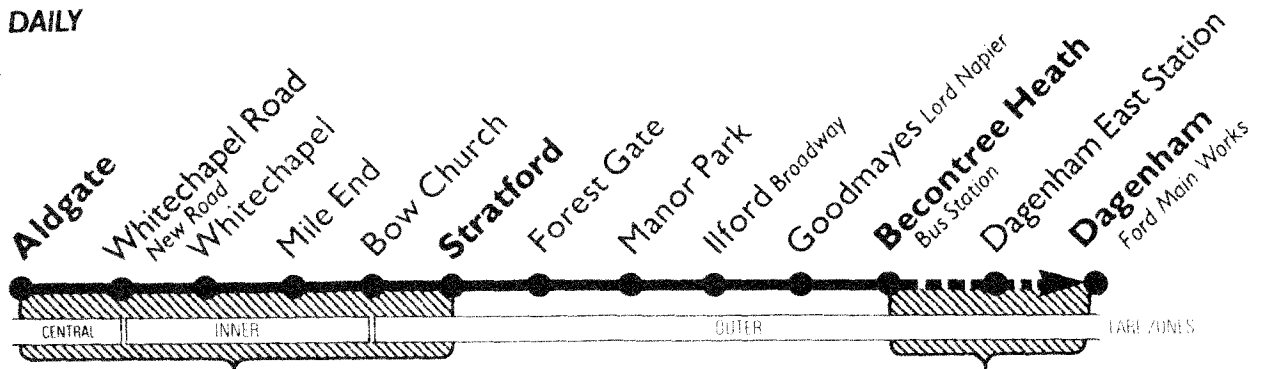 DAILY
Aldgate
Whitechapel Road
New Road
Whitechapel
Mile End
Bow Church
Stratford
Forest Gate
Manor Park
Ilford Broadway
Goodmayes Lord Napier
Becontree Heath
Bus Station
Dagenham East Station
Dagenham
Ford Main Works
CENTRAL
INNER
OUTER
FARE ZONES